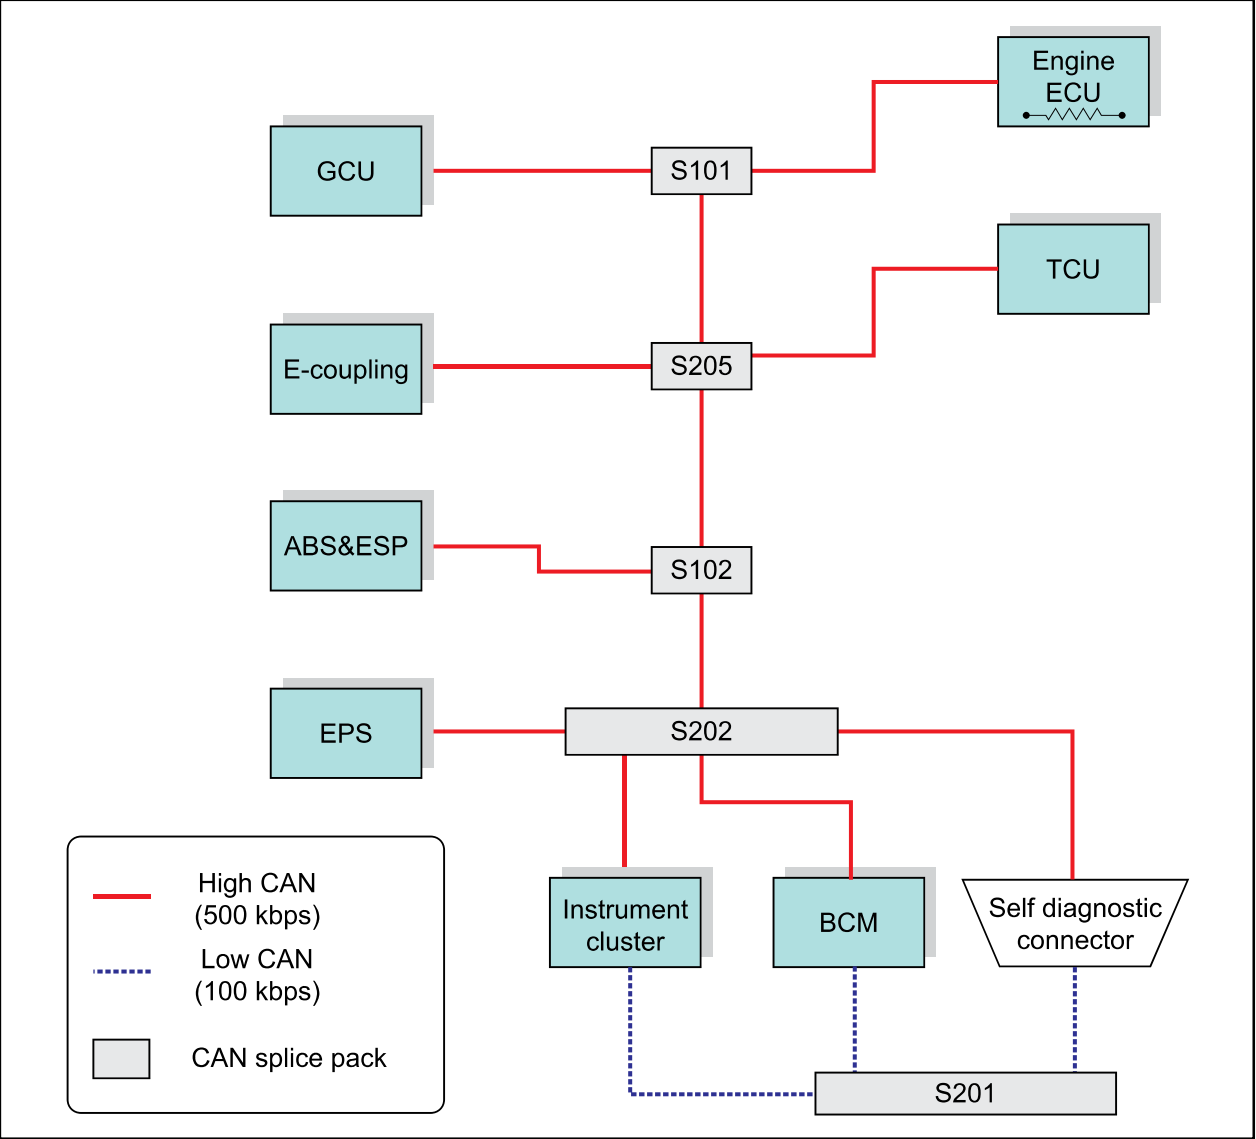 Engine
ECU
GCU
S101
TCU
E-coupling
S205
ABS&ESP
S102
EPS
S202
High CAN
(500 kbps)
Low CAN
(100 kbps)
CAN splice pack
Instrument
cluster
BCM
Self diagnostic
connector
S201